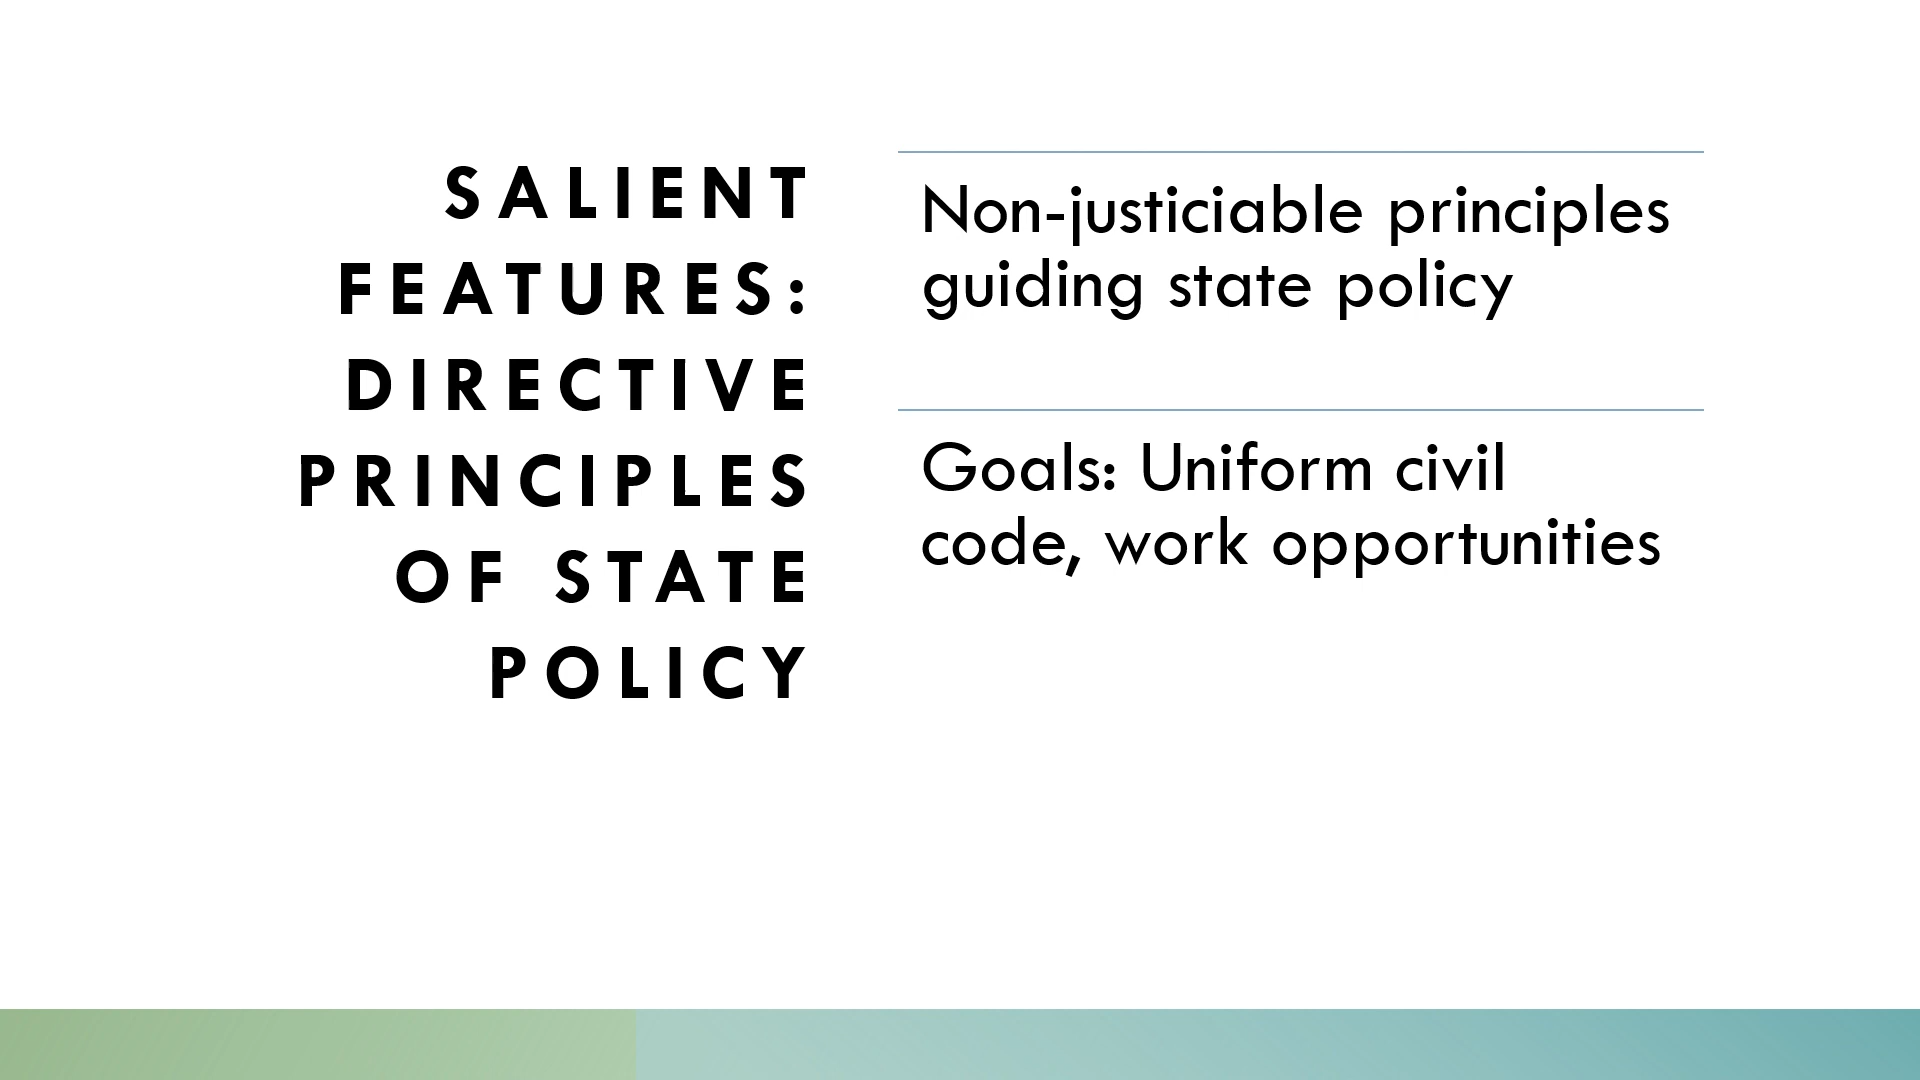 SALIENT
FEATURES:
DIRECTIVE
PRINCIPLES
OF STATE
POLICY
Non-justiciable principles
guiding state policy
Goals: Uniform civil
code, work opportunities